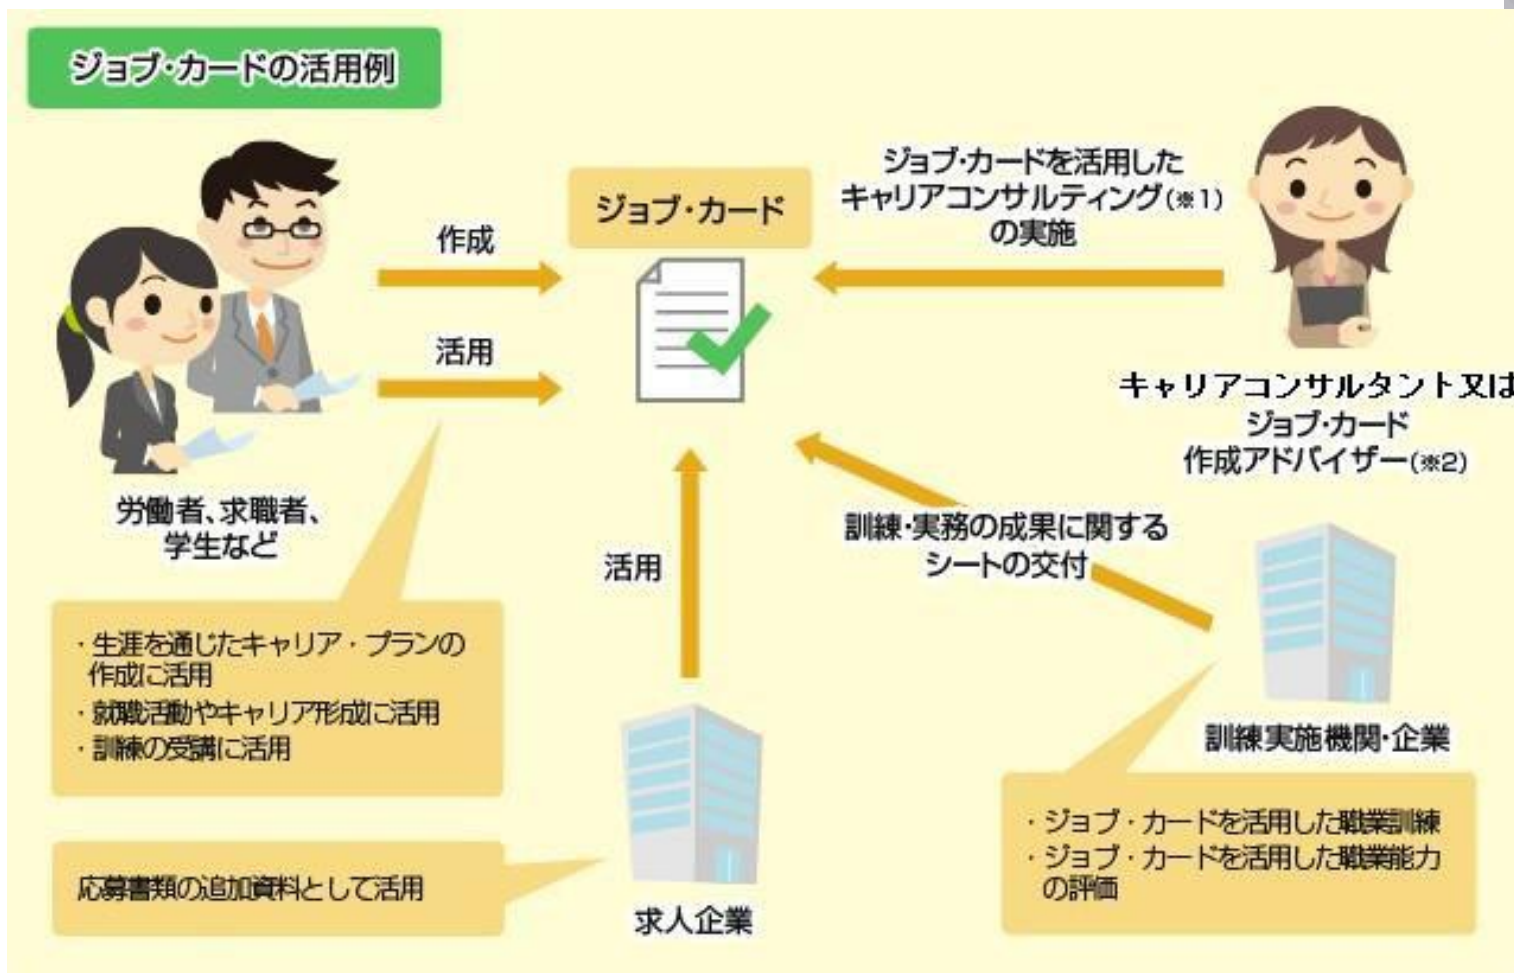 ジョブ・カードの活用例
作成
活用
労働者、求職者、
学生など
・生涯を通じたキャリア・プランの
作成に活用
・就職活動やキャリア形成に活用
・訓練の受講に活用
ジョブ・カード
ジョブ・カードを活用した
キャリアコンサルティング(※1)
の実施
キャリアコンサルタント又は
ジョブ・カード
作成アドバイザー(※2)
訓練・実務の成果に関する
シートの交付
訓練実施機関・企業
・ジョブ・カードを活用した職業訓練
・ジョブ・カードを活用した職業能力
の評価
活用
求人企業
応募書類の追加資料として活用